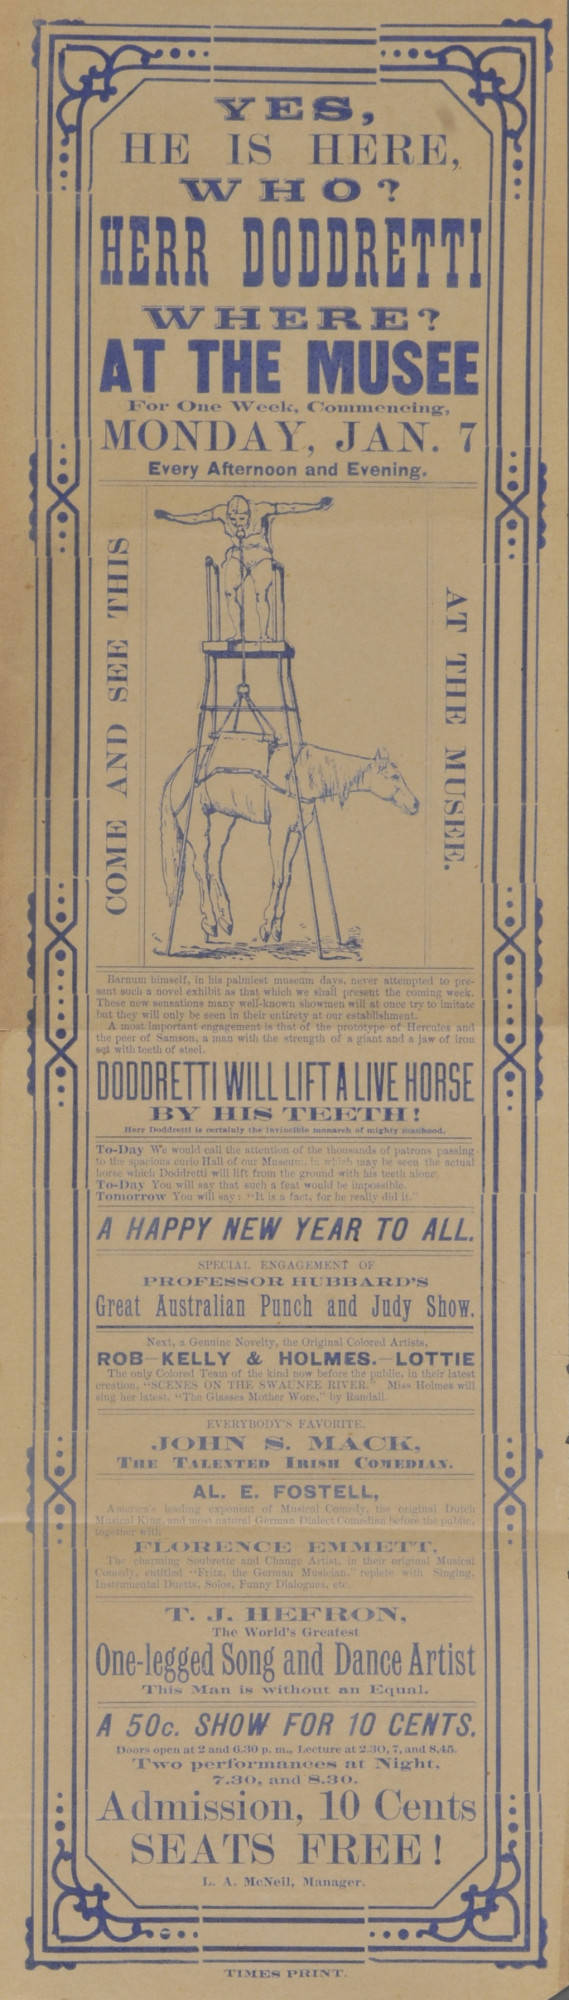 YES,
HE IS HERE,
WHO?
HERR DODDRETTI
WHERE?
AT THE MUSEE
For One Week, Commencing,
MONDAY, JAN. 7
Every Afternoon and Evening.
COME AND SEE THIS
AT THE MUSEE.
Barnum himself, in his palmiest museum days, never attempted to pre-
sent such a novel exhibit as that which we shall present the coming week.
These new sensations many well-known showmen will at once try to imitate
but they will only be seen in their entirety at our establishment.
A most important engagement is that of the prototype of Hercules and
the peer of Samson, a man with the strength of a giant and a jaw of iron
set with teeth of steel.
DODDRETTI WILL LIFT A LIVE HORSE
BY HIS TEETH!
Herr Doddretti is certainly the invincible monarch of mighty manhood.
To-Day We would call the attention of the thousands of patrons passing
to the spacious curio Hall of our Museum, in which may be seen the actual
horse which Doddretti will lift from the ground with his teeth alone.
To-Day You will say that such a feat would be impossible.
Tomorrow You will say: "It is a fact, for he really did it."
A HAPPY NEW YEAR TO ALL.
SPECIAL ENGAGEMENT OF
PROFESSOR HUBBARD'S
Great Australian Punch and Judy Show.
Next, a Genuine Novelty, the Original Colored Artists,
ROB—KELLY & HOLMES.—LOTTIE
The only Colored Team of the kind now before the public, in their latest
creation, "SCENES ON THE SWAUNEE RIVER." Miss Holmes will
sing her latest, "The Glasses Mother Wore," by Randall.
EVERYBODY'S FAVORITE.
JOHN S. MACK,
THE TALENTED IRISH COMEDIAN.
AL. E. FOSTELL,
America's leading exponent of Musical Comedy, the original Dutch
Musical King, and most natural German Dialect Comedian before the public,
together with
FLORENCE EMMETT,
The charming Soubrette and Change Artist, in their original Musical
Comedy, entitled "Fritz, the German Musician," replete with Singing,
Instrumental Duetts, Solos, Funny Dialogues, etc.
T. J. HEFRON,
The World's Greatest
One-legged Song and Dance Artist
This Man is without an Equal.
A 50c. SHOW FOR 10 CENTS.
Doors open at 2 and 6.30 p. m., Lecture at 2.30, 7, and 8.45.
Two performances at Night,
7.30, and 8.30.
Admission, 10 Cents
SEATS FREE!
L. A. McNeil, Manager.
TIMES PRINT.